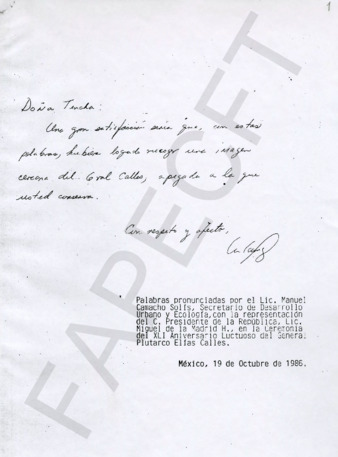 1
Doña Tencha:
Una gran satisfacción sería que, con estas
palabras, hubiera logrado recoger una imagen
cercana del Gral Calles, apegada a la que
usted conserva.
Con respeto y afecto,
Palabras pronunciadas por el Lic. Manuel
Camacho Solís, Secretario de Desarrollo
Urbano y Ecología, con la representación
del C. Presidente de la República, Lic.
Miguel de la Madrid H., en la Ceremonia
del XLI Aniversario Luctuoso del General
Plutarco Elías Calles.
México, 19 de Octubre de 1986.
FAPECFT